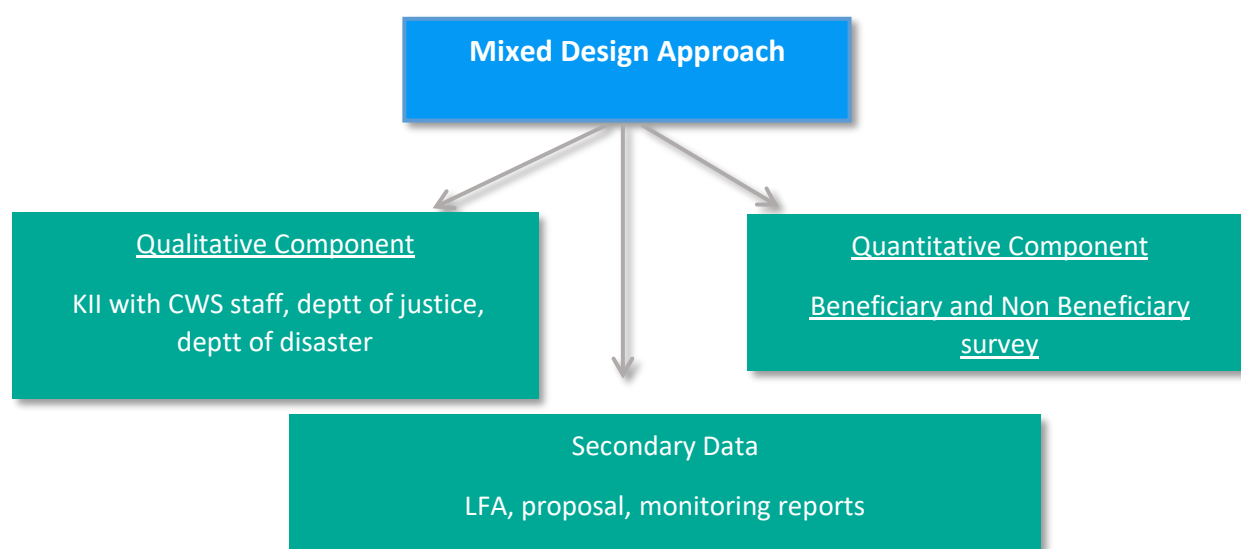 Mixed Design Approach
Qualitative Component
KII with CWS staff, deptt of justice,
deptt of disaster
Quantitative Component
Beneficiary and Non Beneficiary
survey
Secondary Data
LFA, proposal, monitoring reports